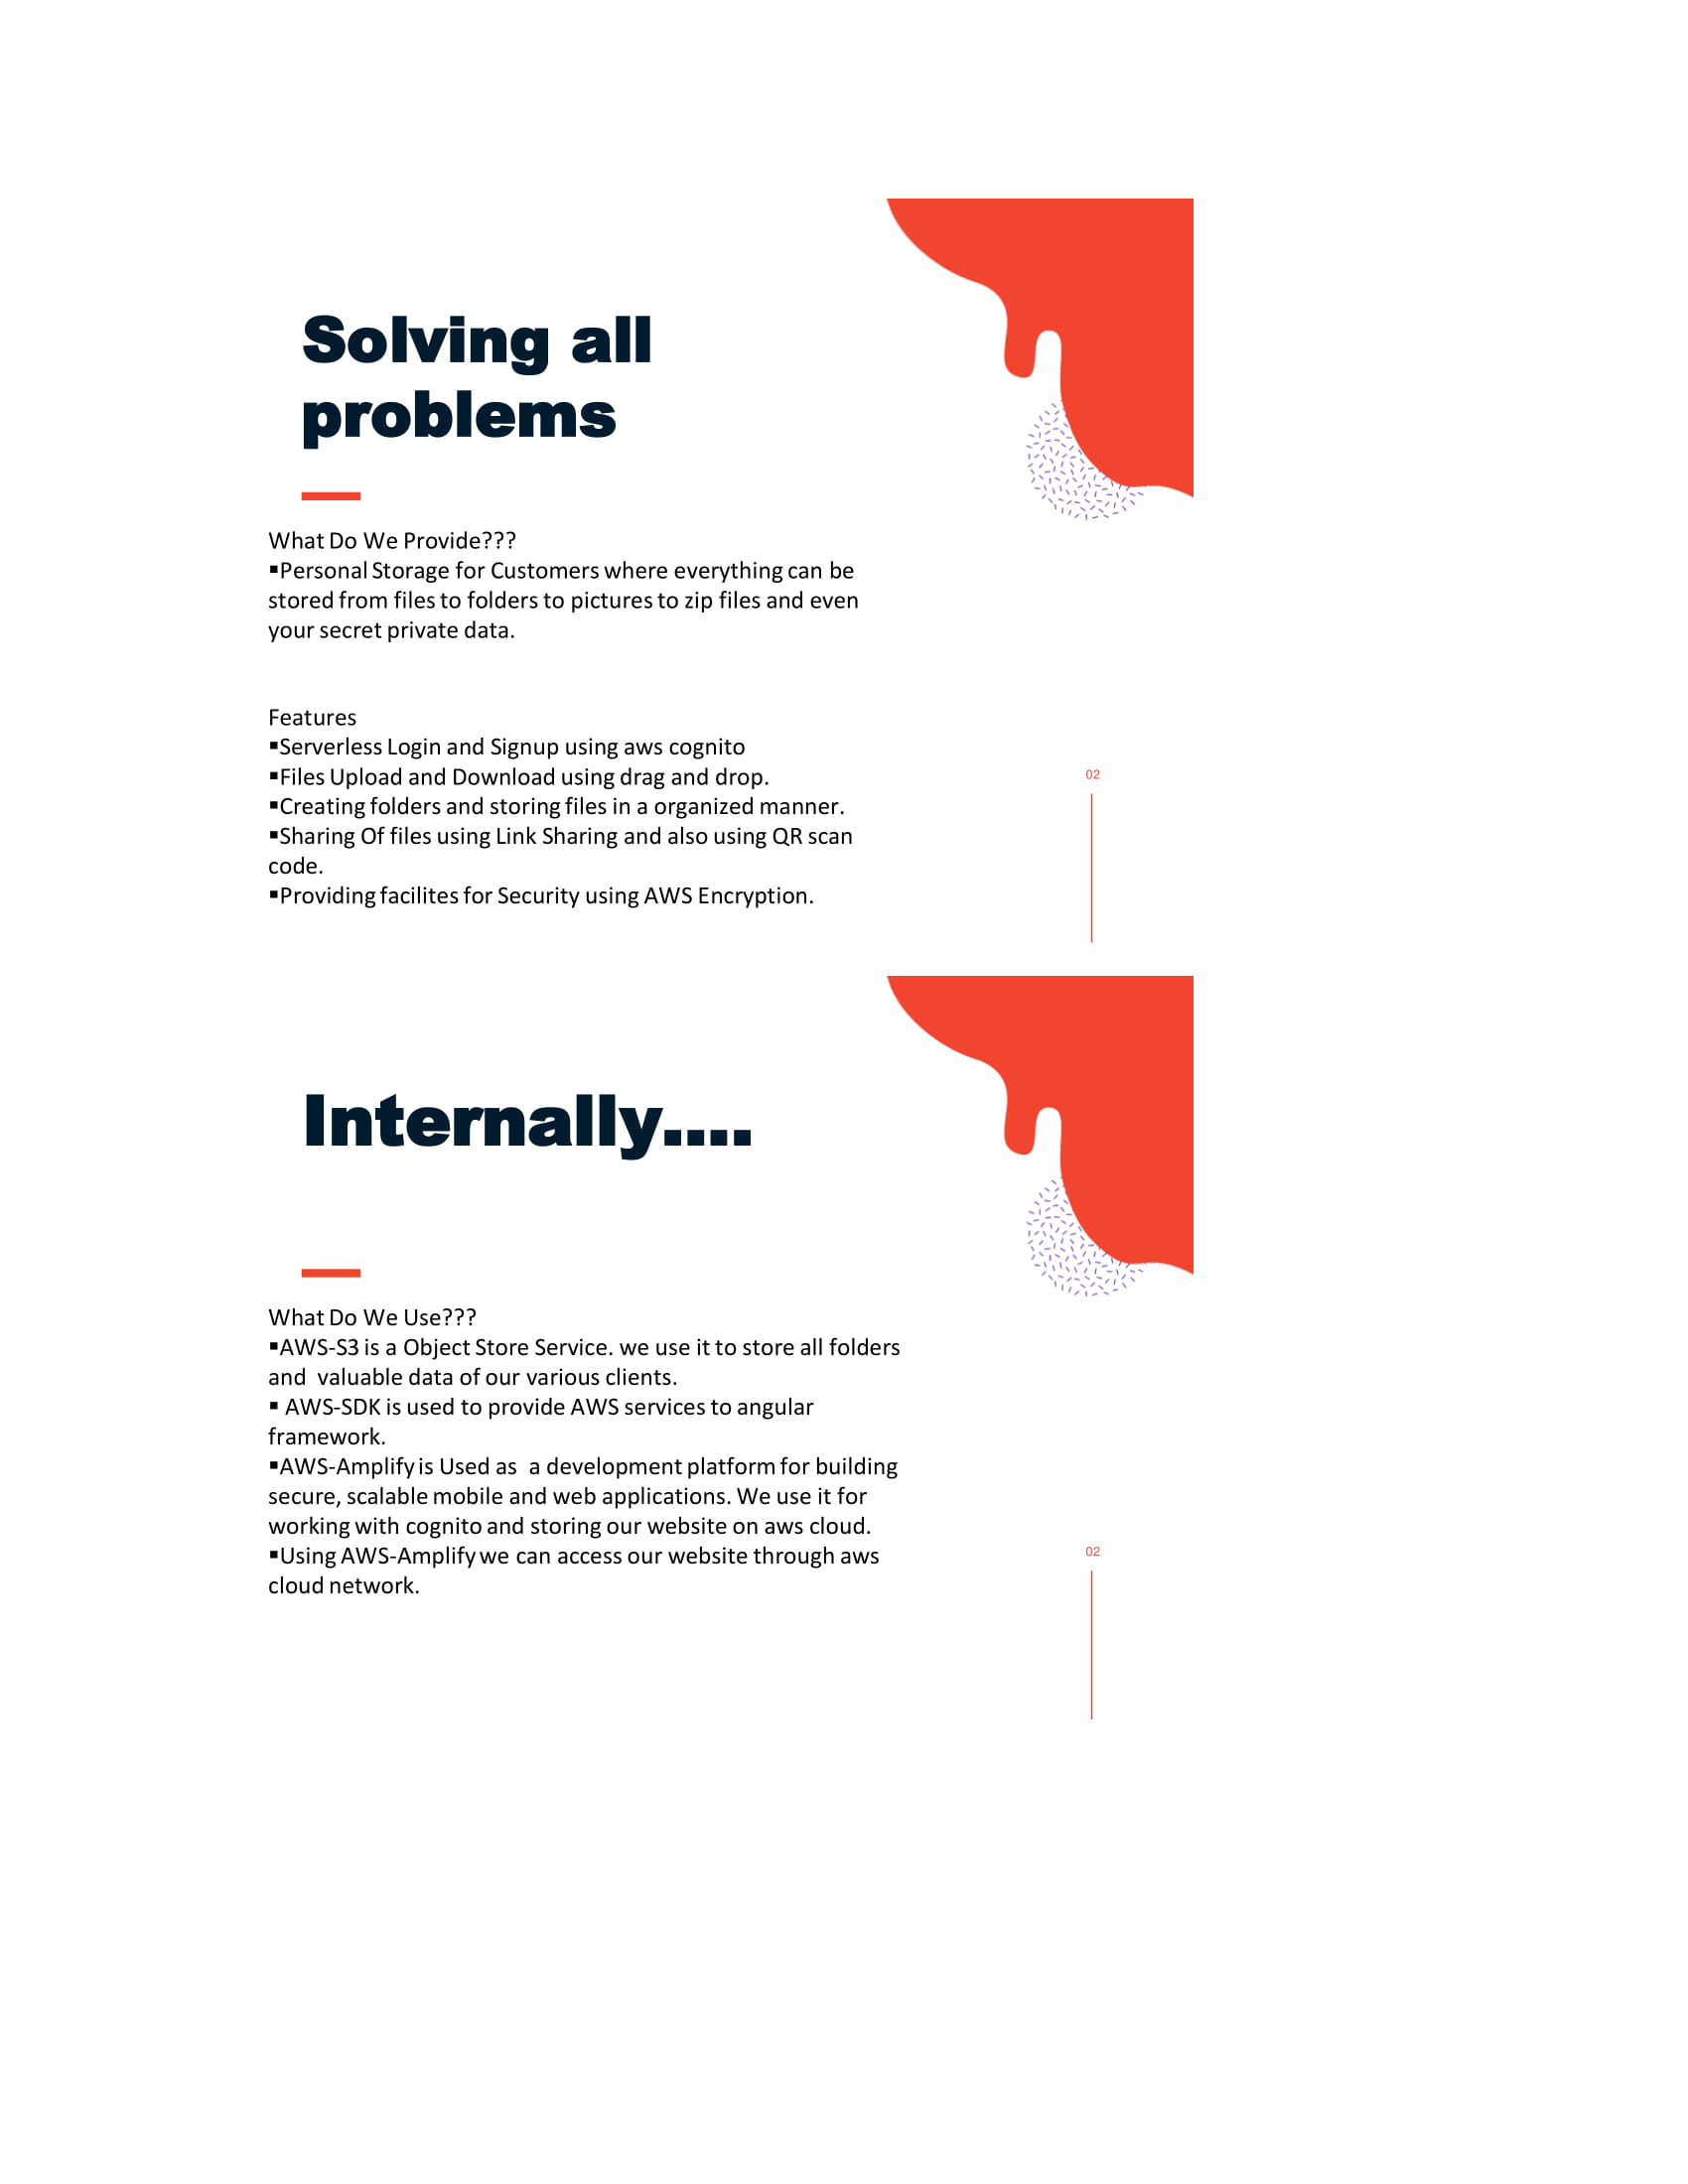 Solving all
problems
What Do We Provide???
▪Personal Storage for Customers where everything can be
stored from files to folders to pictures to zip files and even
your secret private data.
Features
▪Serverless Login and Signup using aws cognito
▪Files Upload and Download using drag and drop.
▪Creating folders and storing files in a organized manner.
▪Sharing Of files using Link Sharing and also using QR scan
code.
▪Providing facilites for Security using AWS Encryption.
02
Internally....
What Do We Use???
▪AWS-S3 is a Object Store Service. we use it to store all folders
and  valuable data of our various clients.
▪ AWS-SDK is used to provide AWS services to angular
framework.
▪AWS-Amplify is Used as  a development platform for building
secure, scalable mobile and web applications. We use it for
working with cognito and storing our website on aws cloud.
▪Using AWS-Amplify we can access our website through aws
cloud network.
02